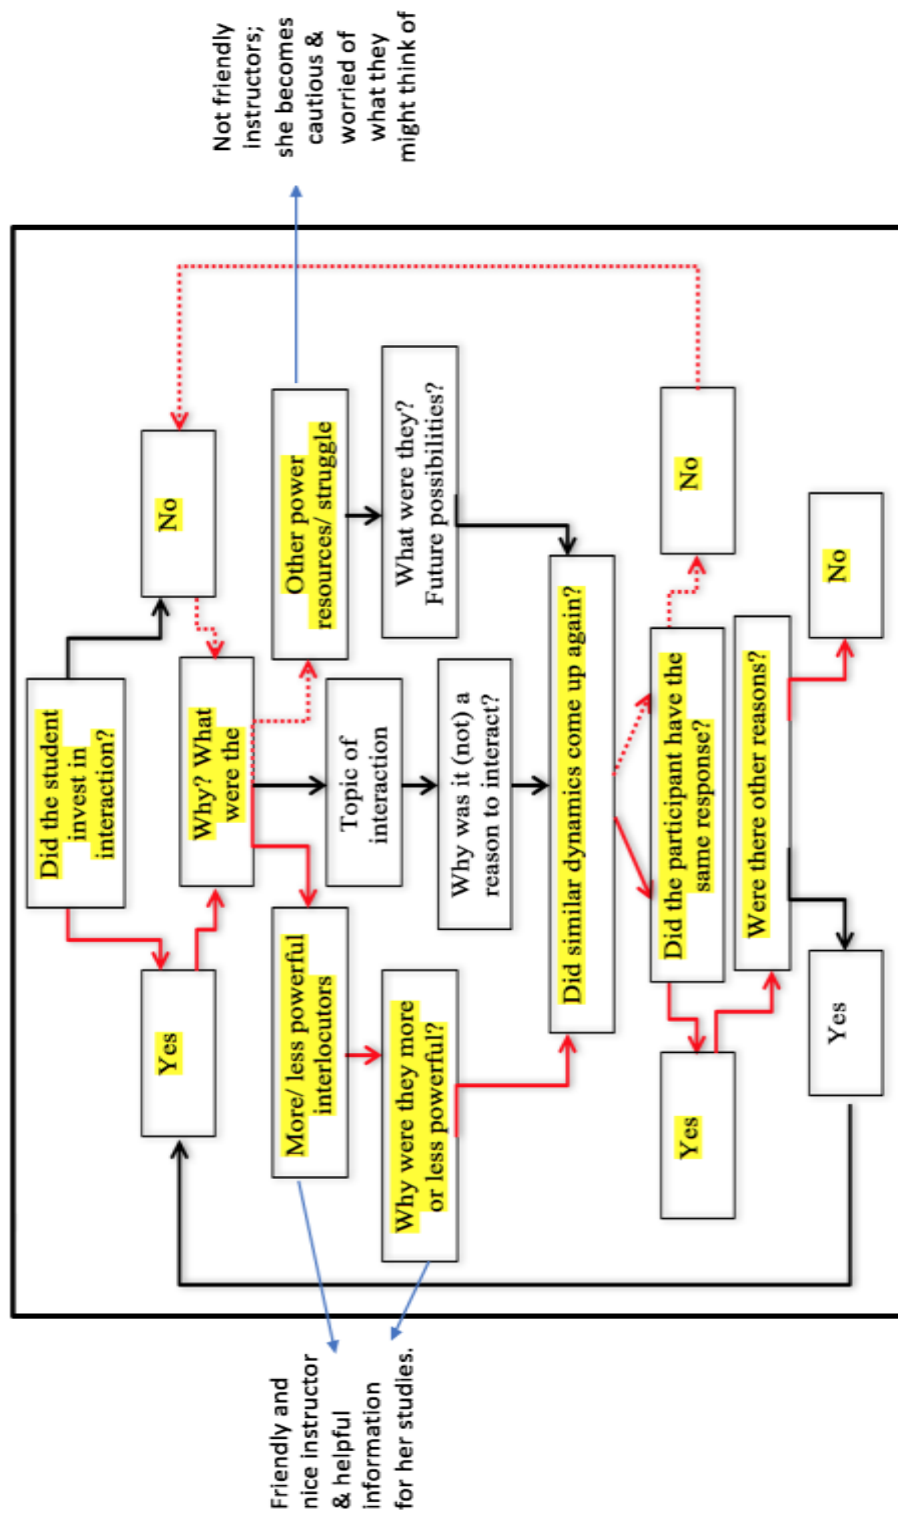 Did the student
invest in
interaction?
Yes
No
Why? What
were the
More/ less powerful
interlocutors
Topic of
interaction
Other power
resources/ struggle
Why were they more
or less powerful?
Why was it (not) a
reason to interact?
What were they?
Future possibilities?
Did similar dynamics come up again?
Did the participant have the
same response?
Yes
No
Were there other reasons?
Yes
No
Friendly and
nice instructor
& helpful
information
for her studies.
Not friendly
instructors;
she becomes
cautious &
worried of
what they
might think of